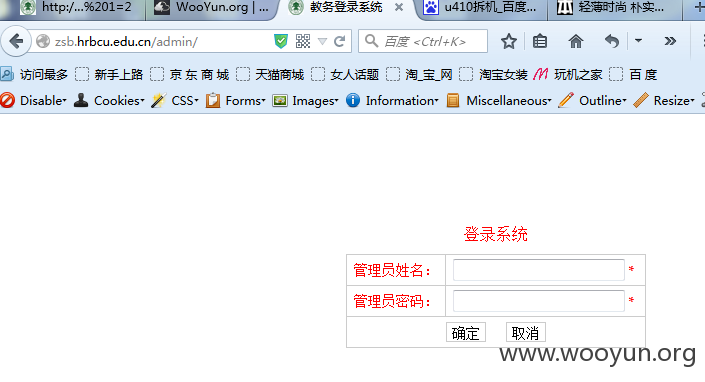 http:/...%201=2 WooYun.org | ... 教务登录系统 × u410拆机_百度... 轻薄时尚 朴实...
zsb.hrbcu.edu.cn/admin/ 百度 <Ctrl+K>
访问最多 新手上路 京 东 商 城 天猫商城 女人话题 淘_宝_网 淘宝女装 玩机之家 百 度
Disable Cookies CSS Forms Images Information Miscellaneous Outline Resize
登录系统
管理员姓名： *
管理员密码： *
确定 取消
www.wooyun.org